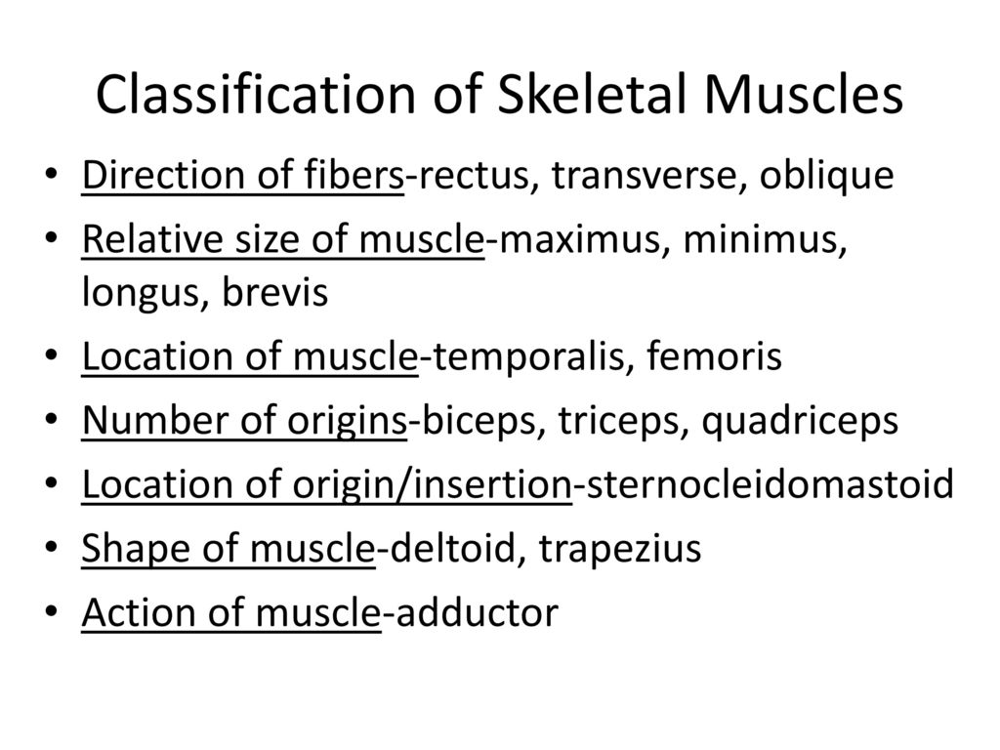 Classification of Skeletal Muscles
• Direction of fibers-rectus, transverse, oblique
• Relative size of muscle-maximus, minimus,
longus, brevis
• Location of muscle-temporalis, femoris
• Number of origins-biceps, triceps, quadriceps
• Location of origin/insertion-sternocleidomastoid
• Shape of muscle-deltoid, trapezius
• Action of muscle-adductor